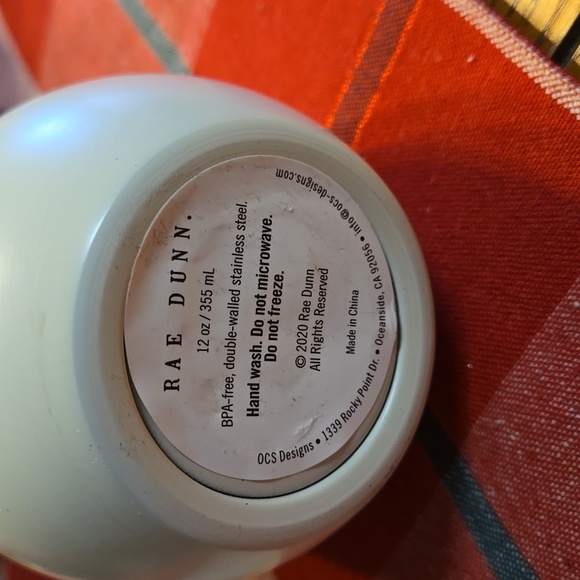 RAE DUNN.
12 oz/355 mL
BPA-free, double-walled stainless steel.
Hand wash. Do not microwave.
Do not freeze.
© 2020 Rae Dunn
All Rights Reserved
Made in China
OCS Designs • 1339 Rocky Point Dr. • Oceanside, CA 92056 • info@ocs-designs.com